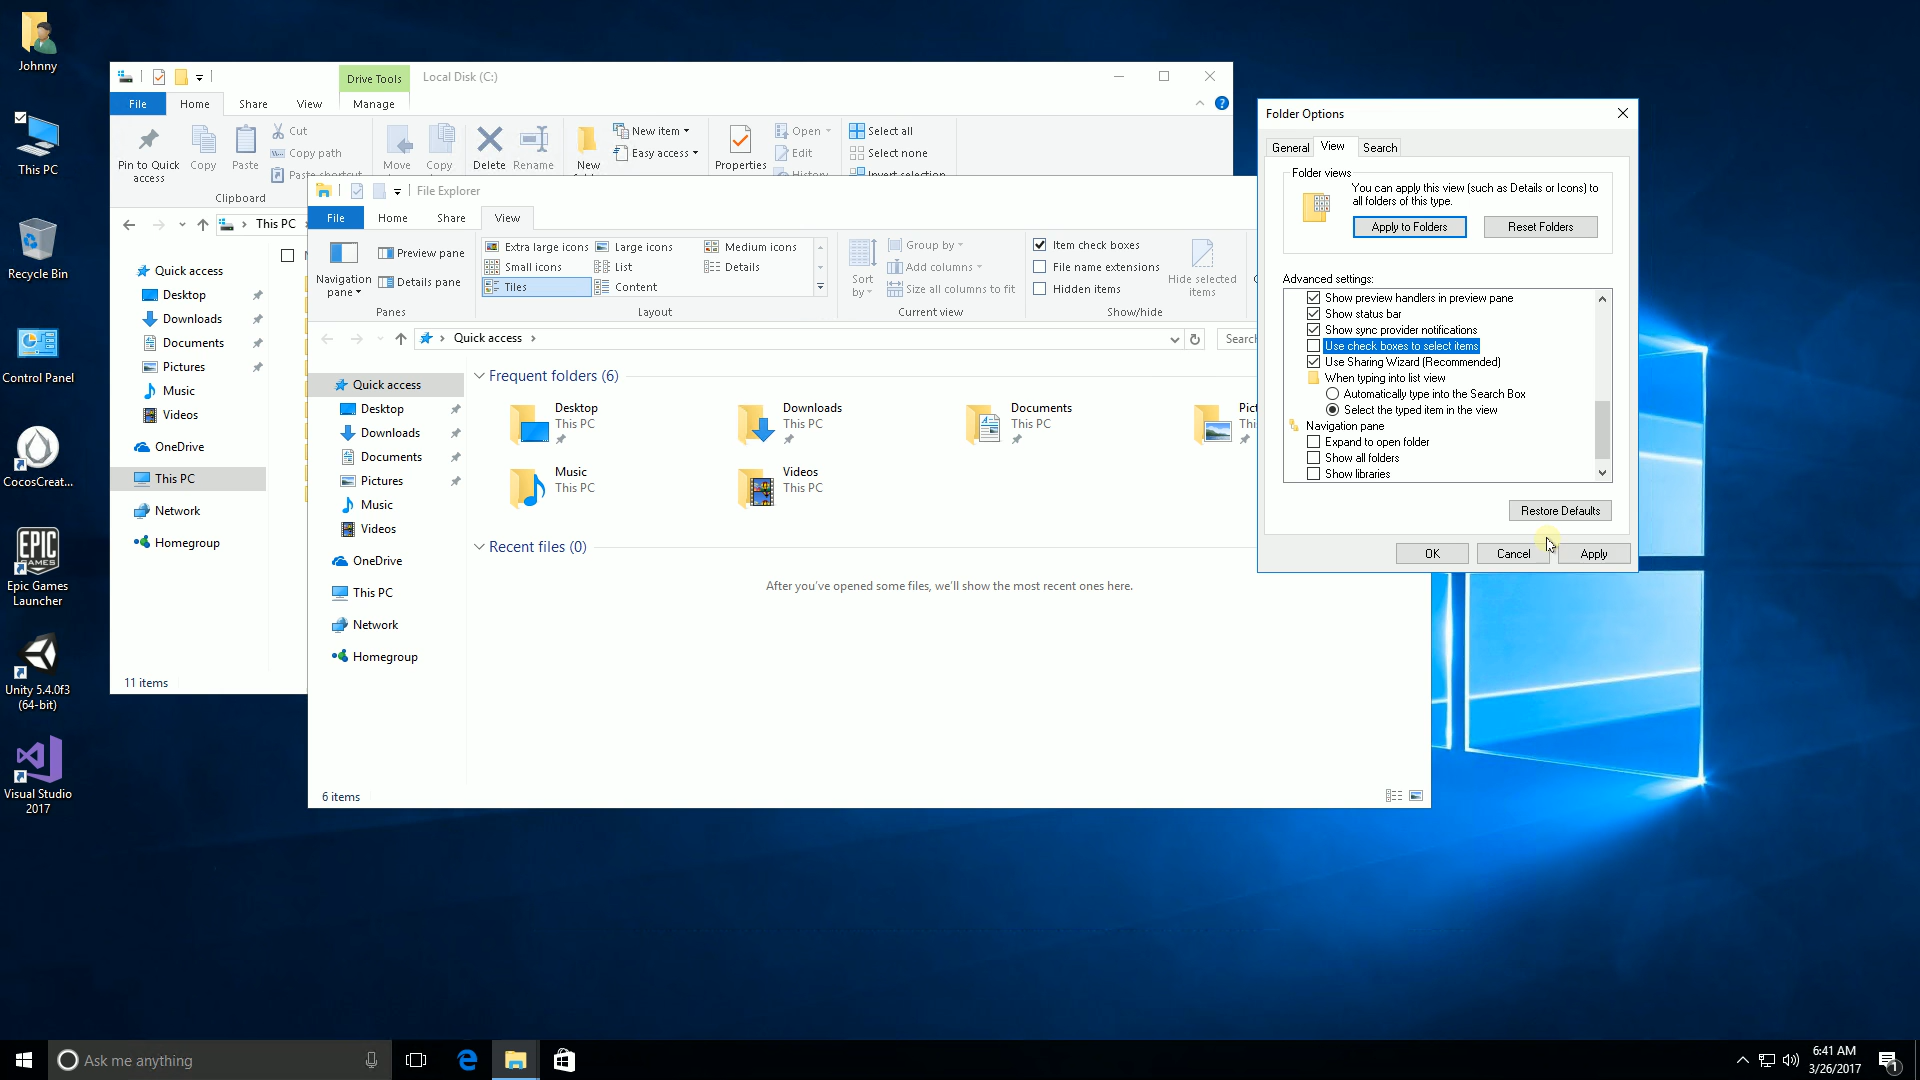 Johnny
This PC
Recycle Bin
Control Panel
CocosCreat...
Epic Games
Launcher
Unity 5.4.0f3
(64-bit)
Visual Studio
2017
Drive Tools
Local Disk (C:)
File
Home
Share
View
Manage
Pin to Quick
access
Copy
Paste
Cut
Copy path
Paste shortcut
Clipboard
Move
Copy
Delete
Rename
New
New item
Easy access
Properties
Open
Edit
History
Select all
Select none
Invert selection
This PC
Quick access
Desktop
Downloads
Documents
Pictures
Music
Videos
OneDrive
This PC
Network
Homegroup
11 items
File Explorer
File
Home
Share
View
Navigation
pane
Preview pane
Details pane
Panes
Extra large icons
Large icons
Medium icons
Small icons
List
Details
Tiles
Content
Layout
Sort
by
Group by
Add columns
Size all columns to fit
Current view
Item check boxes
File name extensions
Hidden items
Hide selected
items
Show/hide
Quick access
Search
Quick access
Desktop
Downloads
Documents
Pictures
Music
Videos
OneDrive
This PC
Network
Homegroup
Frequent folders (6)
Desktop
This PC
Downloads
This PC
Documents
This PC
Pict
Thi
Music
This PC
Videos
This PC
Recent files (0)
After you've opened some files, we'll show the most recent ones here.
6 items
Folder Options
General
View
Search
Folder views
You can apply this view (such as Details or Icons) to
all folders of this type.
Apply to Folders
Reset Folders
Advanced settings:
Show preview handlers in preview pane
Show status bar
Show sync provider notifications
Use check boxes to select items
Use Sharing Wizard (Recommended)
When typing into list view
Automatically type into the Search Box
Select the typed item in the view
Navigation pane
Expand to open folder
Show all folders
Show libraries
Restore Defaults
OK
Cancel
Apply
Ask me anything
6:41 AM
3/26/2017
1